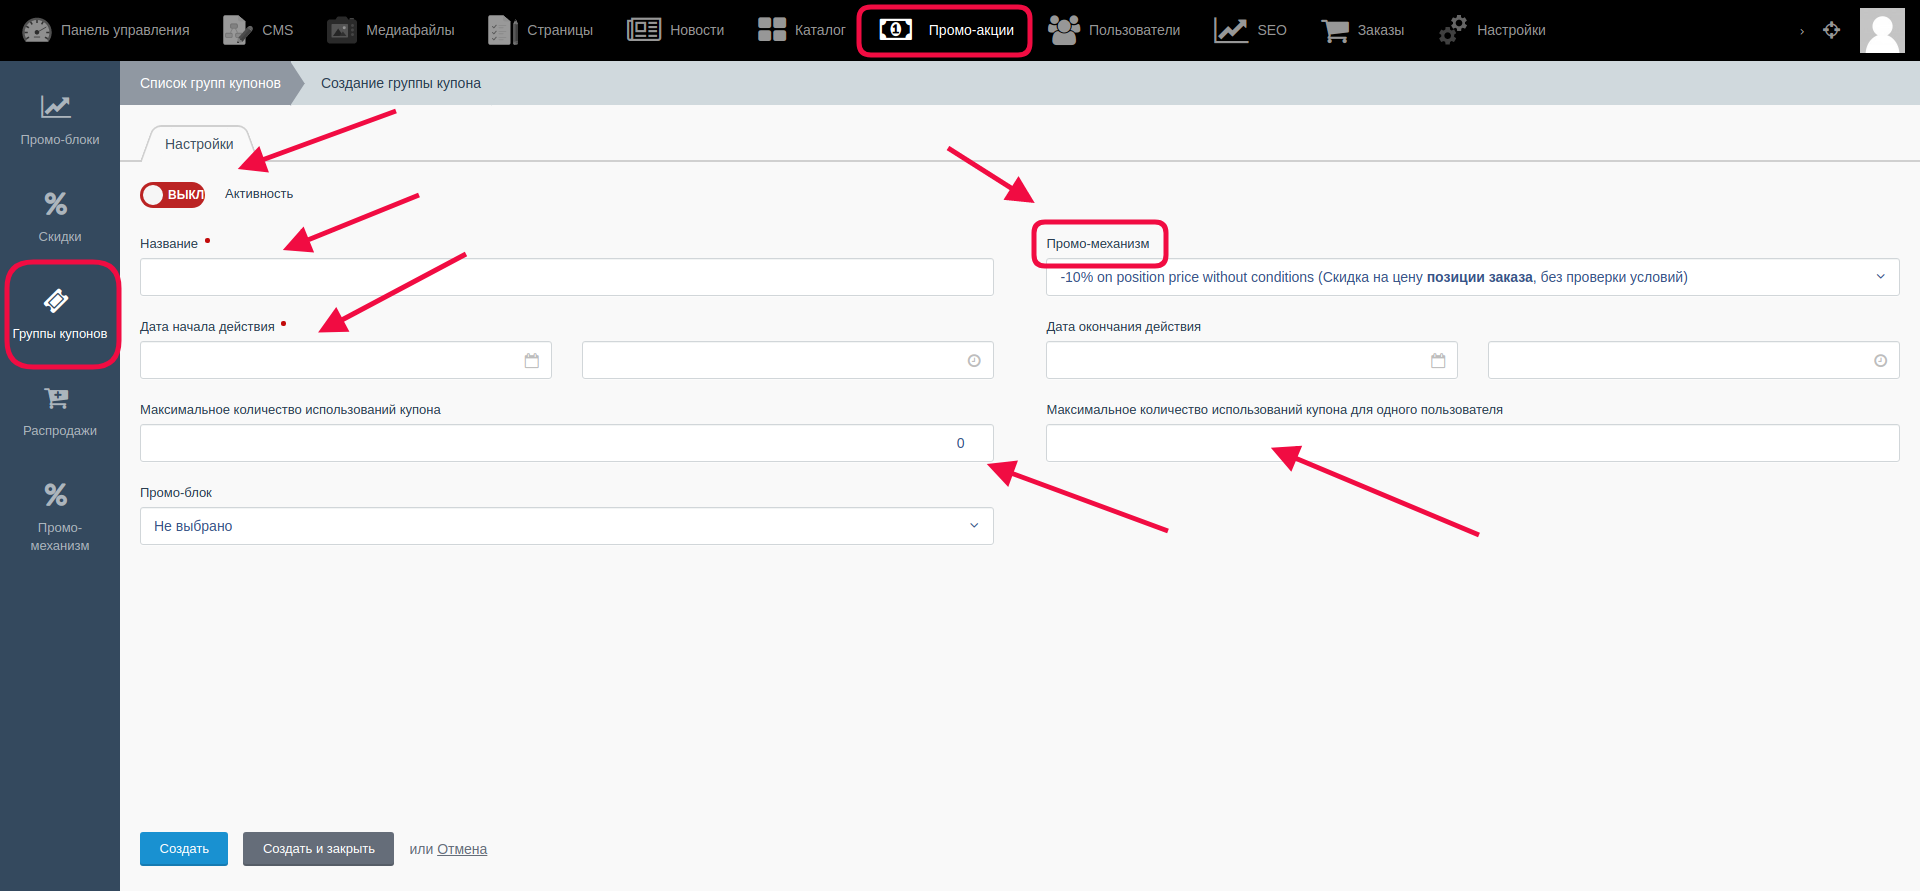 Панель управления
CMS
Медиафайлы
Страницы
Новости
Каталог
Промо-акции
Пользователи
SEO
Заказы
Настройки
Промо-блоки
Скидки
Группы купонов
Распродажи
Промо-
механизм
Список групп купонов
Создание группы купона
Настройки
ВЫКЛ
Активность
Название
Промо-механизм
-10% on position price without conditions (Скидка на цену позиции заказа, без проверки условий)
Дата начала действия
Дата окончания действия
Максимальное количество использований купона
Максимальное количество использований купона для одного пользователя
0
Промо-блок
Не выбрано
Создать
Создать и закрыть
или Отмена